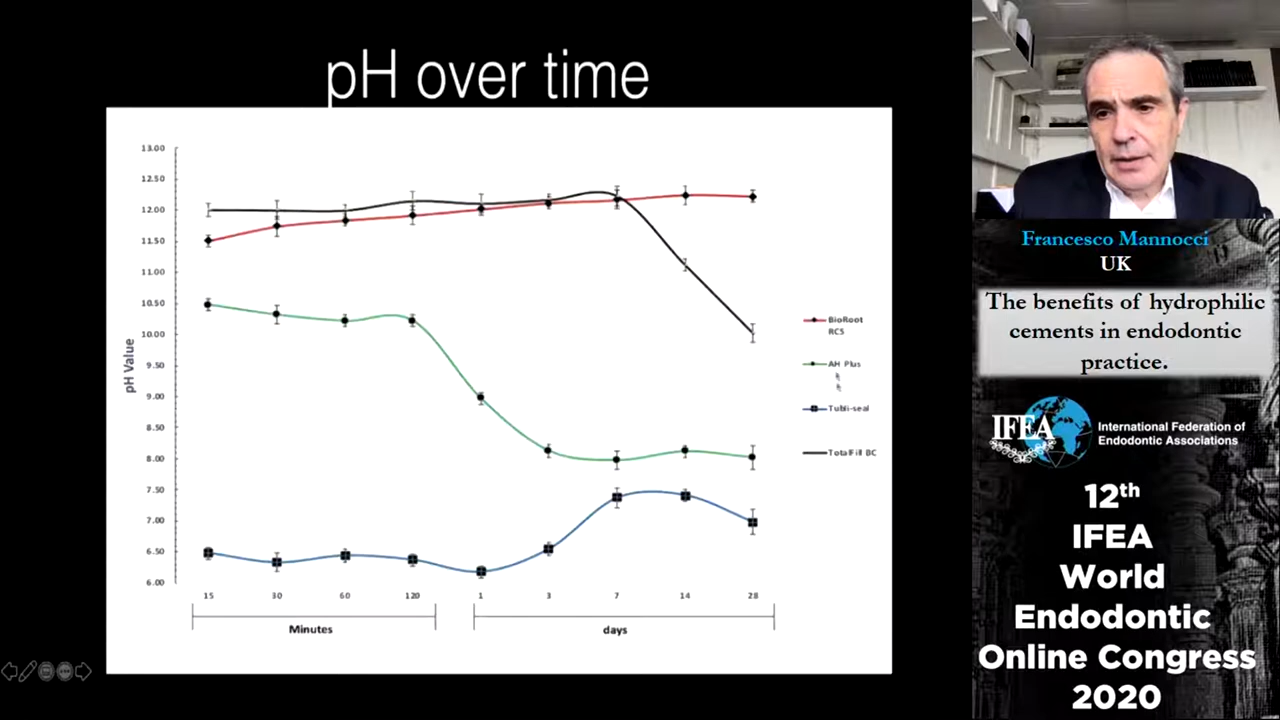 pH over time
13.00
12.50
12.00
11.50
11.00
10.50
10.00
9.50
9.00
8.50
8.00
7.50
7.00
6.50
6.00
pH Value
15 30 60 120 1 3 7 14 28
Minutes days
BioRoot
RCS
AH Plus
Tubli-seal
TotalFill BC
Francesco Mannocci
UK
The benefits of hydrophilic
cements in endodontic
practice.
IFEA
International Federation of
Endodontic Associations
12th
IFEA
World
Endodontic
Online Congress
2020